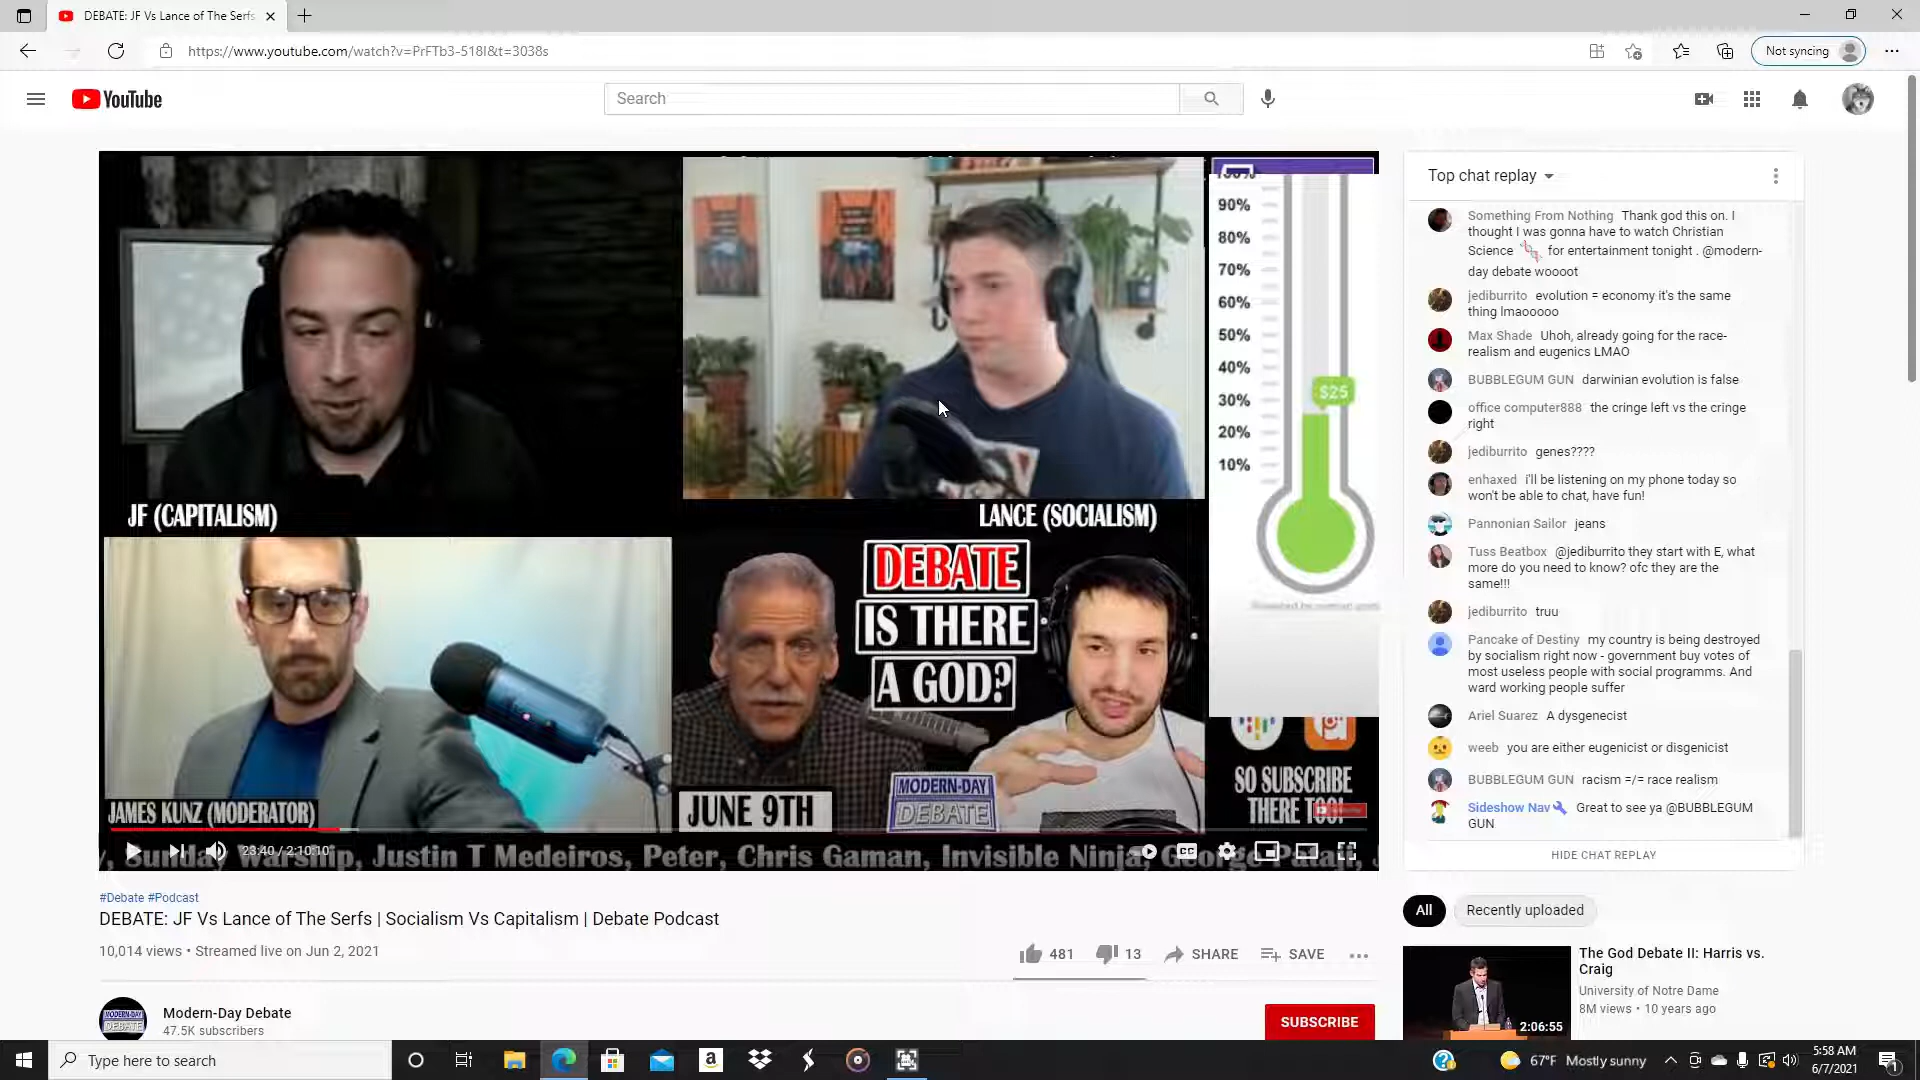 DEBATE: JF Vs Lance of The Serfs
https://www.youtube.com/watch?v=PrFTb3-518I&t=3038s
Not syncing
YouTube
Search
100%
90%
80%
70%
60%
50%
40%
30%
20%
10%
$25
JF (CAPITALISM)
LANCE (SOCIALISM)
DEBATE
IS THERE
A GOD?
MODERN-DAY
DEBATE
JUNE 9TH
JAMES KUNZ (MODERATOR)
SO SUBSCRIBE
THERE TOO!
23:40 / 2:10:10
CC
Justin T Medeiros, Peter, Chris Gaman, Invisible Ninja,
Top chat replay
Something From Nothing Thank god this on. I
thought I was gonna have to watch Christian
Science for entertainment tonight . @modern-
day debate woooot
jediburrito evolution = economy it's the same
thing lmaooooo
Max Shade Uhoh, already going for the race-
realism and eugenics LMAO
BUBBLEGUM GUN darwinian evolution is false
office computer888 the cringe left vs the cringe
right
jediburrito genes????
enhaxed i'll be listening on my phone today so
won't be able to chat, have fun!
Pannonian Sailor jeans
Tuss Beatbox @jediburrito they start with E, what
more do you need to know? ofc they are the
same!!!
jediburrito truu
Pancake of Destiny my country is being destroyed
by socialism right now - government buy votes of
most useless people with social programms. And
ward working people suffer
Ariel Suarez A dysgenecist
weeb you are either eugenicist or disgenicist
BUBBLEGUM GUN racism =/= race realism
Sideshow Nav Great to see ya @BUBBLEGUM
GUN
HIDE CHAT REPLAY
#Debate #Podcast
DEBATE: JF Vs Lance of The Serfs | Socialism Vs Capitalism | Debate Podcast
10,014 views • Streamed live on Jun 2, 2021
481
13
SHARE
SAVE
Modern-Day Debate
47.5K subscribers
SUBSCRIBE
All
Recently uploaded
The God Debate II: Harris vs.
Craig
University of Notre Dame
8M views • 10 years ago
2:06:55
Type here to search
67°F Mostly sunny
5:58 AM
6/7/2021
1